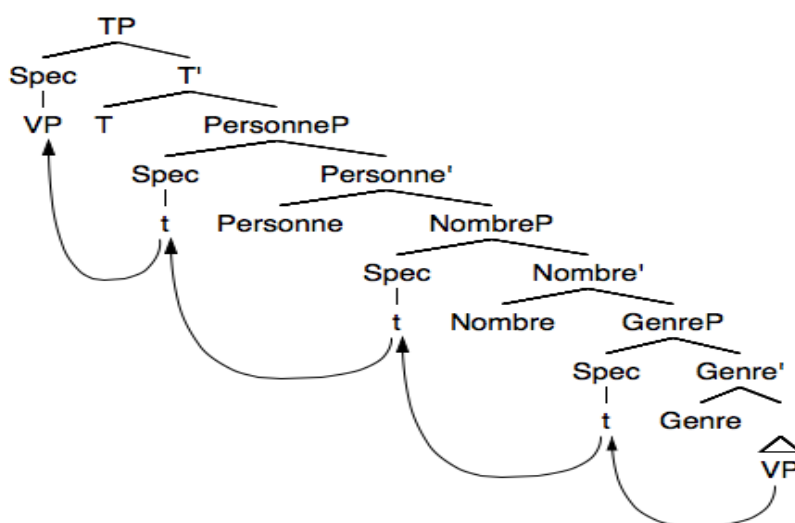 TP
Spec T'
VP T PersonneP
Spec Personne'
t Personne NombreP
Spec Nombre'
t Nombre GenreP
Spec Genre'
t Genre
VP